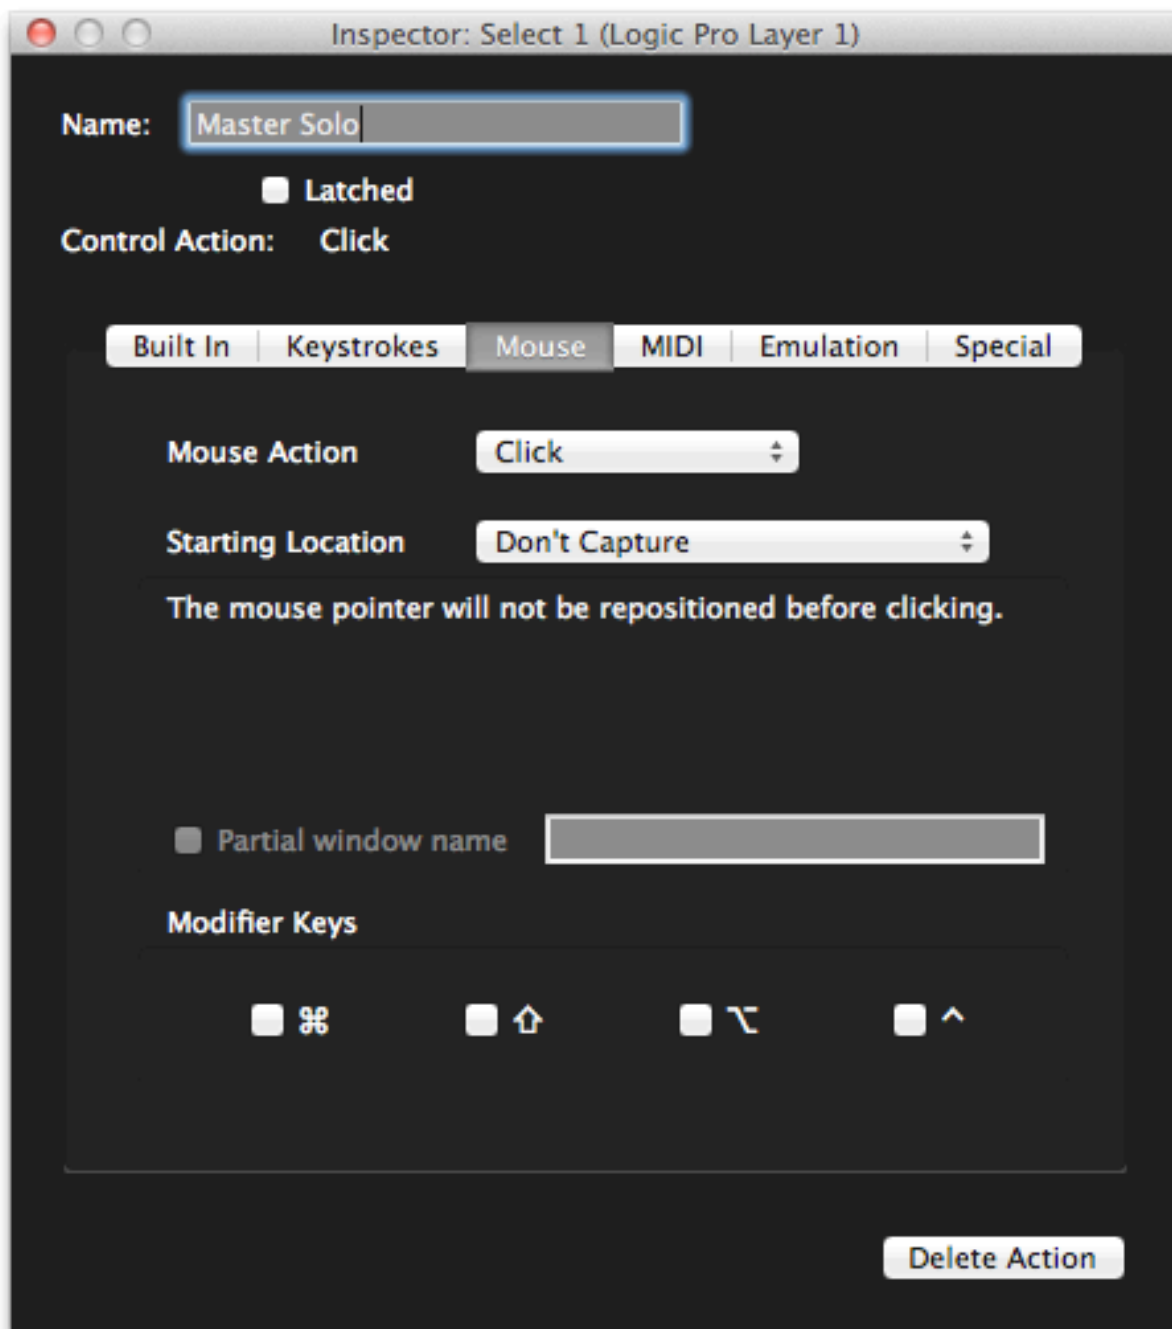 Inspector: Select 1 (Logic Pro Layer 1)
Name: Master Solo
Latched
Control Action: Click
Built In Keystrokes Mouse MIDI Emulation Special
Mouse Action Click
Starting Location Don't Capture
The mouse pointer will not be repositioned before clicking.
Partial window name
Modifier Keys
⌘ ⇧ ⌥ ^
Delete Action